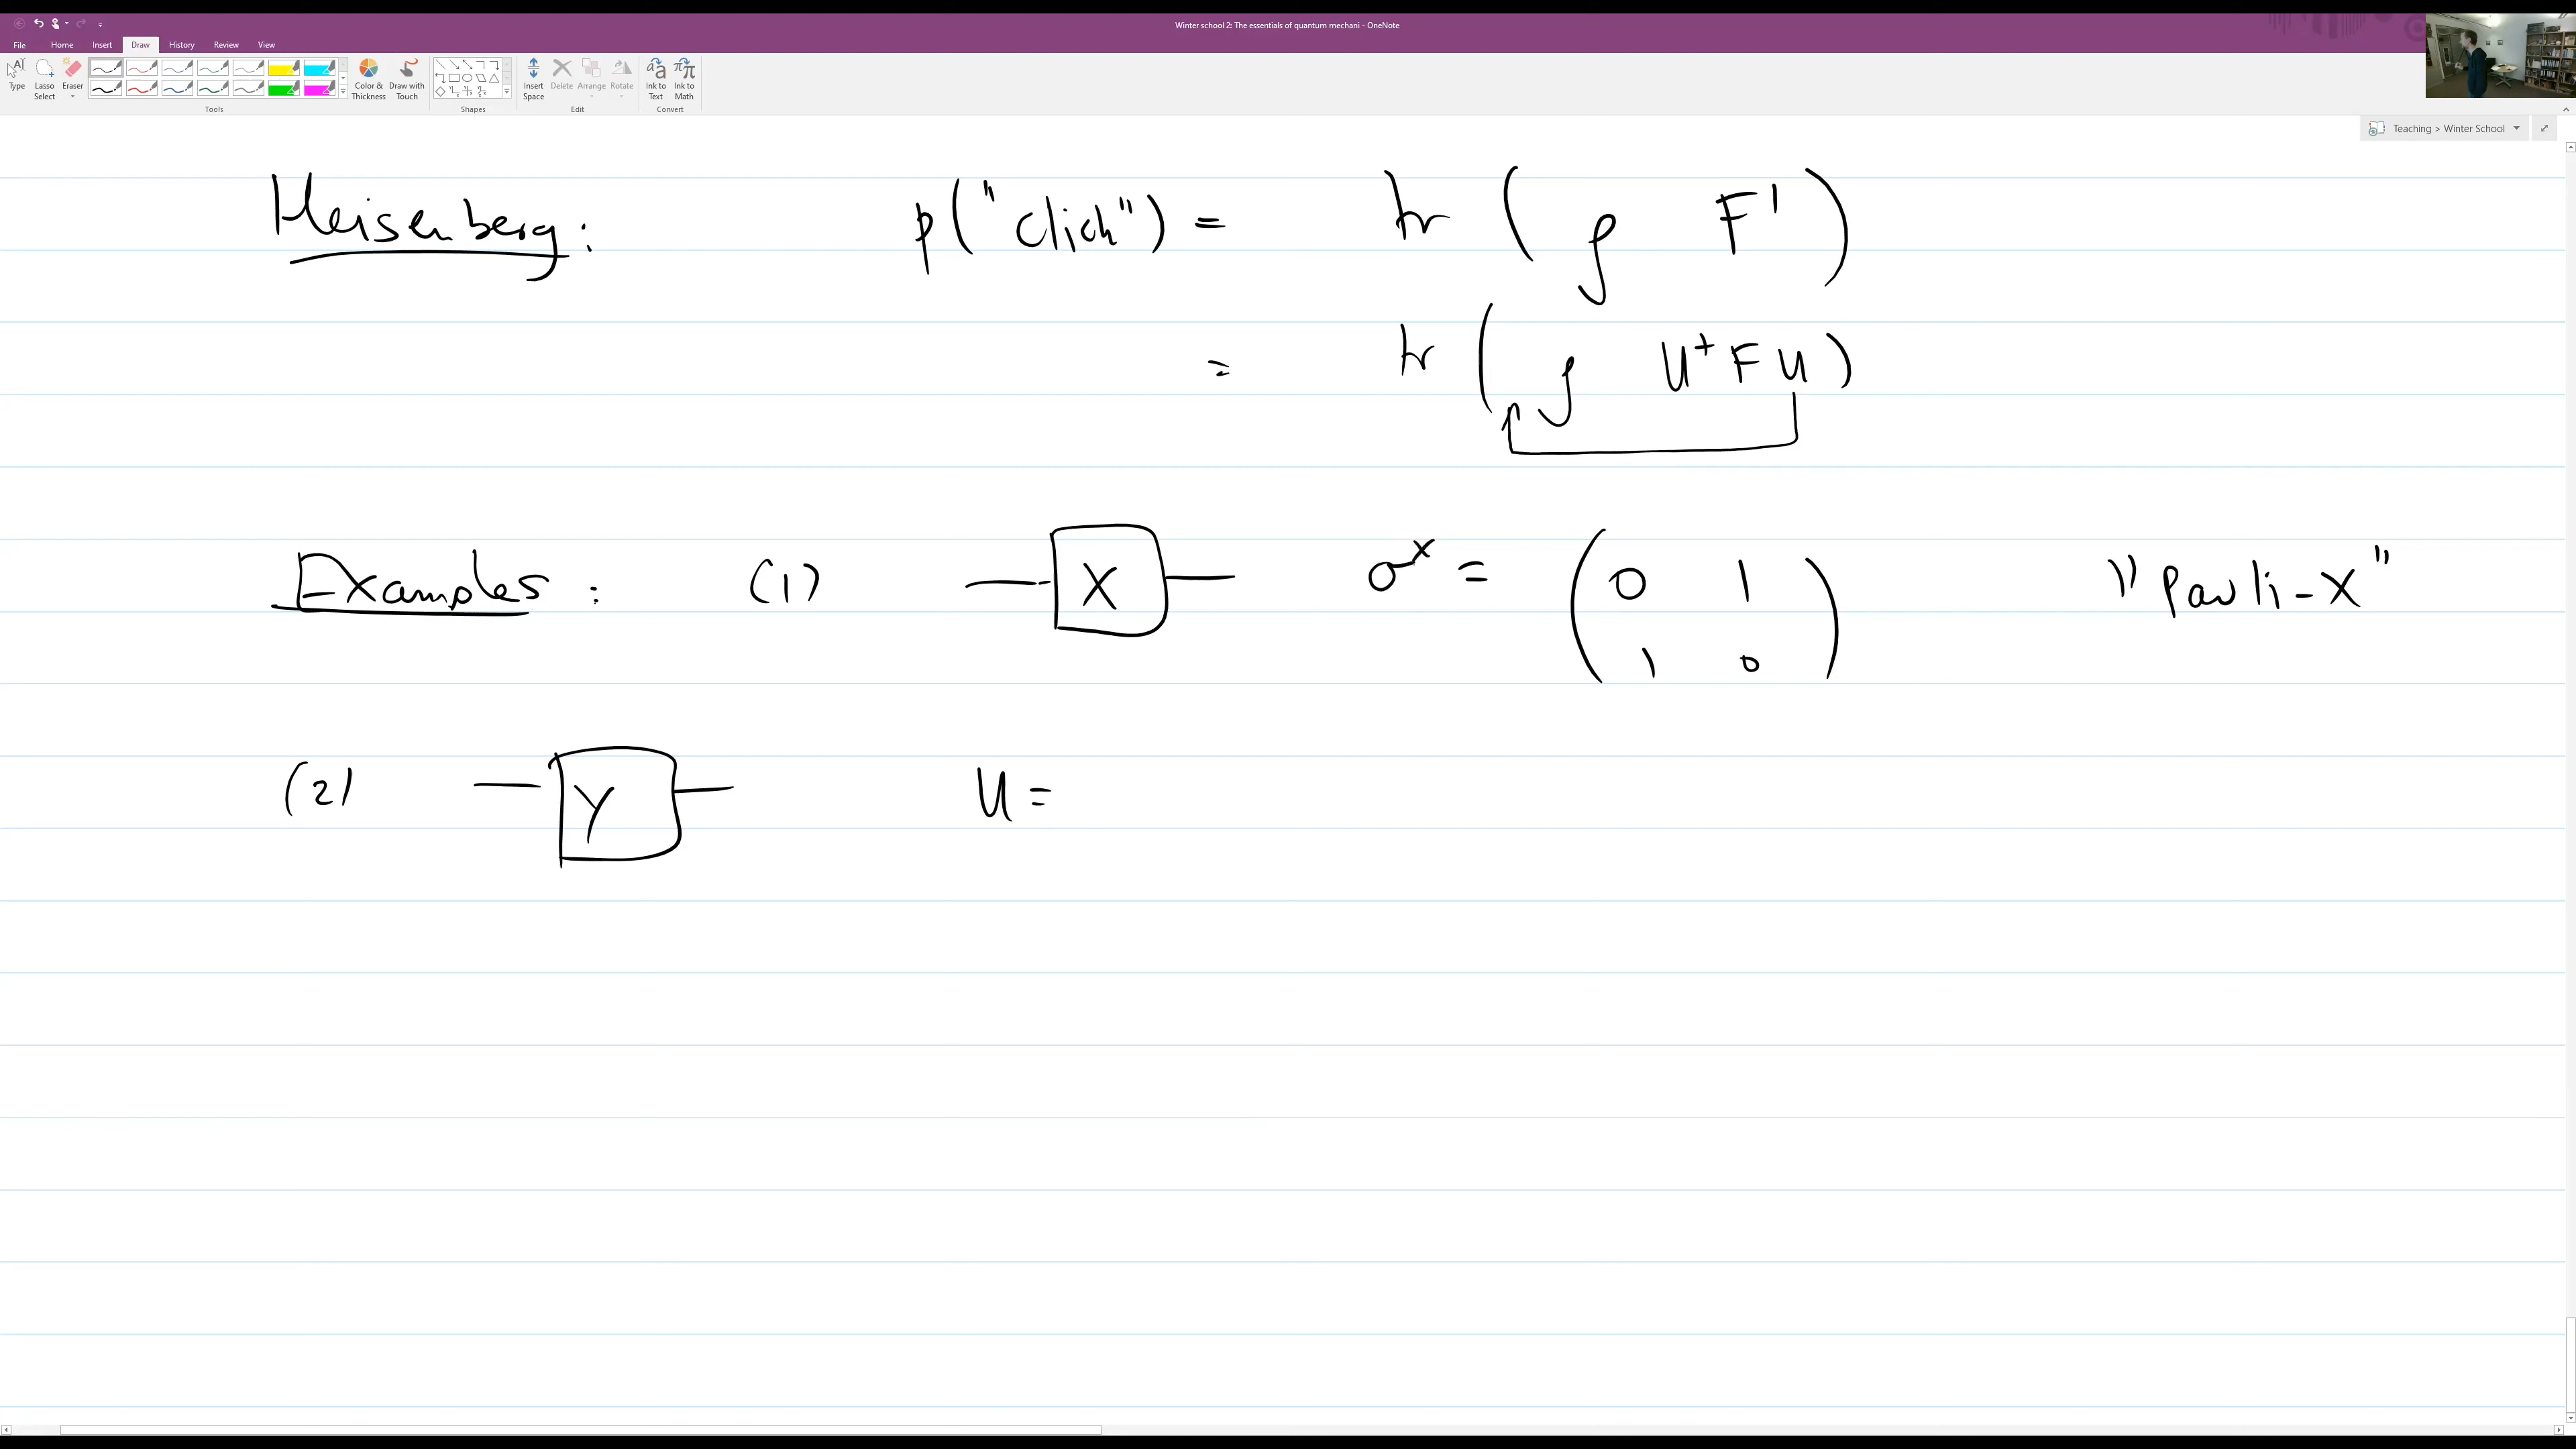 Winter school 2: The essentials of quantum mechani - OneNote
File Home Insert Draw History Review View
Type Lasso Select Eraser Color & Thickness Draw with Touch Insert Space Delete Arrange Rotate Ink to Text Ink to Math
Tools Shapes Edit Convert
Teaching > Winter School
Heisenberg: p("click") = tr ( ρ F' )
= tr ( ρ U†FU )
Examples: (1) X σˣ = ( 0 1
1 0 ) "Pauli-X"
(2) Y U =